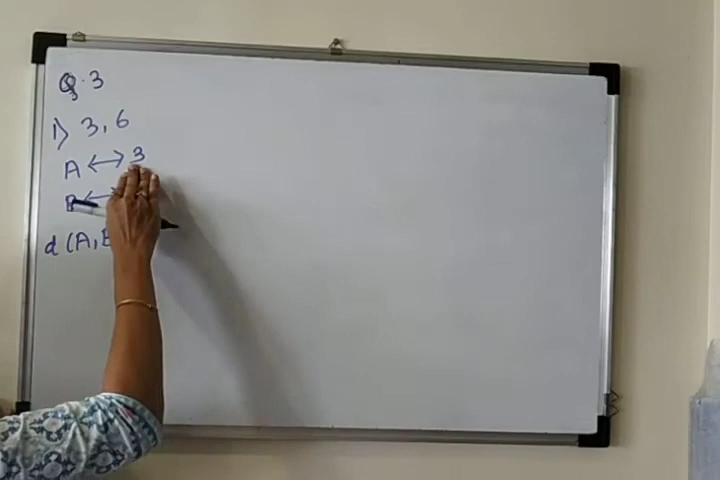 Q.3
1) 3, 6
A ↔ 3
B ↔
d (A, B